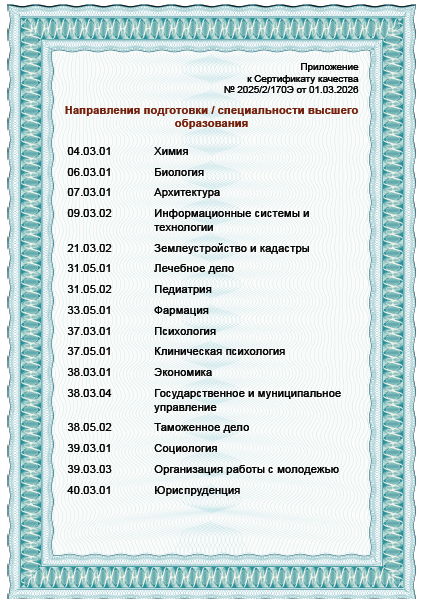 Приложение
к Сертификату качества
№ 2025/2/170Э от 01.03.2026
Направления подготовки / специальности высшего
образования
04.03.01 Химия
06.03.01 Биология
07.03.01 Архитектура
09.03.02 Информационные системы и
технологии
21.03.02 Землеустройство и кадастры
31.05.01 Лечебное дело
31.05.02 Педиатрия
33.05.01 Фармация
37.03.01 Психология
37.05.01 Клиническая психология
38.03.01 Экономика
38.03.04 Государственное и муниципальное
управление
38.05.02 Таможенное дело
39.03.01 Социология
39.03.03 Организация работы с молодежью
40.03.01 Юриспруденция